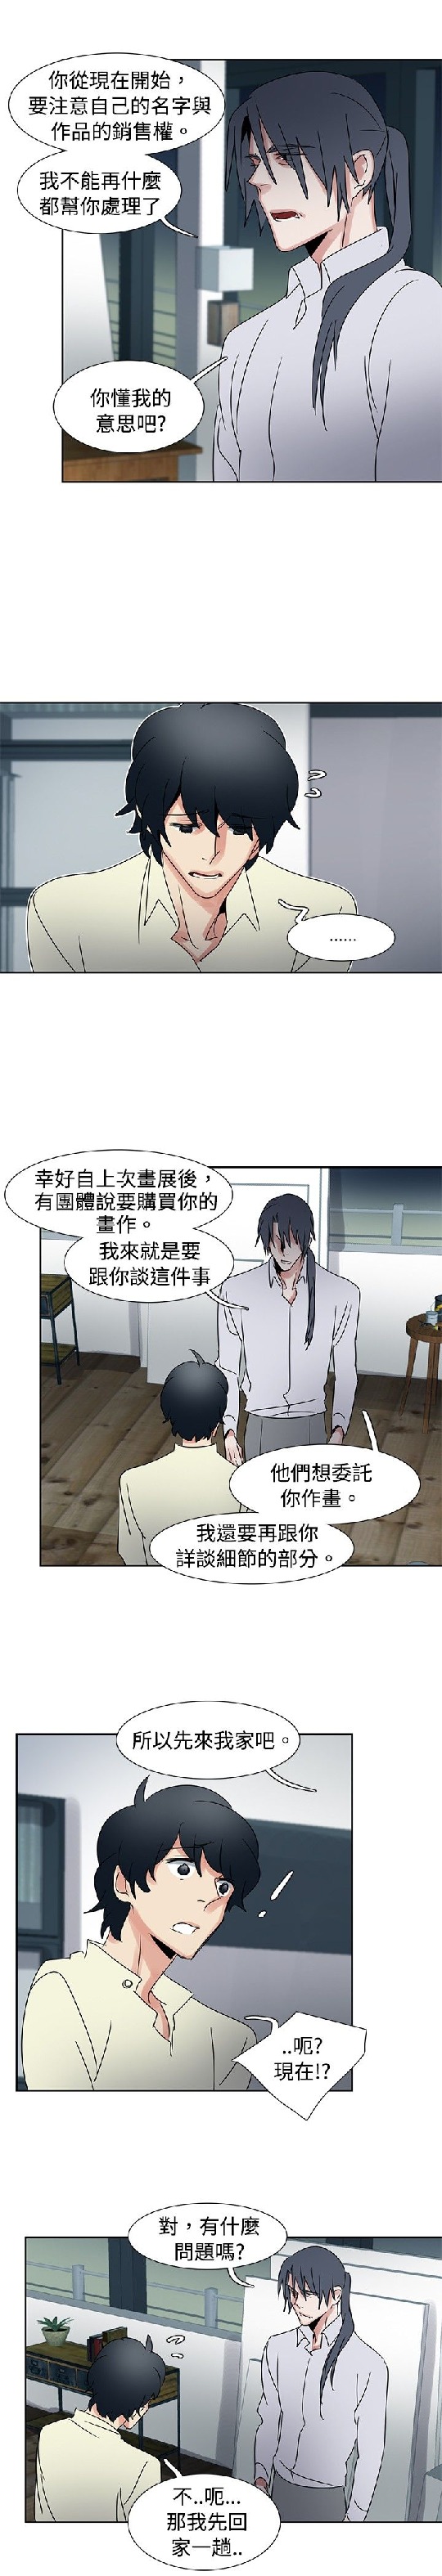 你從現在開始，
要注意自己的名字與
作品的銷售權。
我不能再什麼
都幫你處理了
你懂我的
意思吧?
......
幸好自上次畫展後，
有團體說要購買你的
畫作。
我來就是要
跟你談這件事
他們想委託
你作畫。
我還要再跟你
詳談細節的部分。
所以先來我家吧。
..呃?
現在!?
對，有什麼
問題嗎?
不..呃...
那我先回
家一趟..